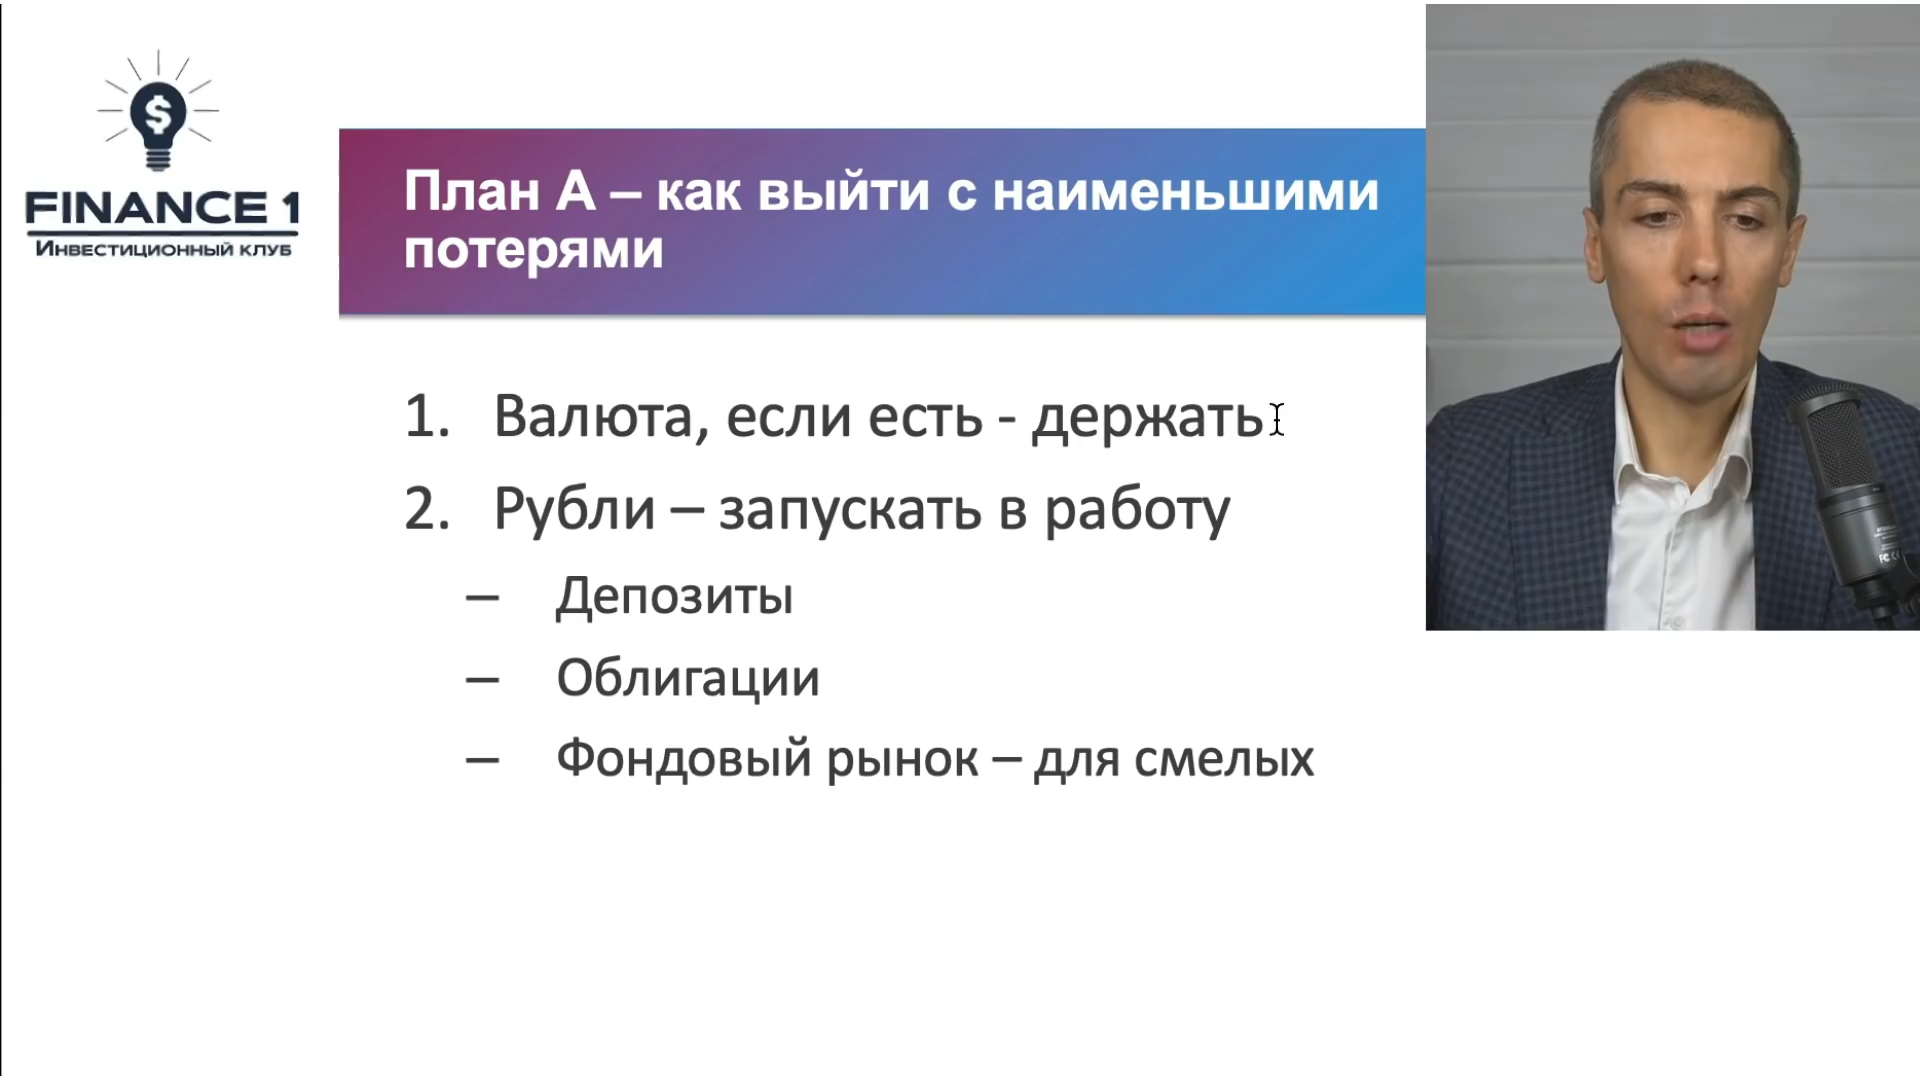 FINANCE 1
Инвестиционный клуб
План А – как выйти с наименьшими
потерями
1. Валюта, если есть - держать
2. Рубли – запускать в работу
– Депозиты
– Облигации
– Фондовый рынок – для смелых